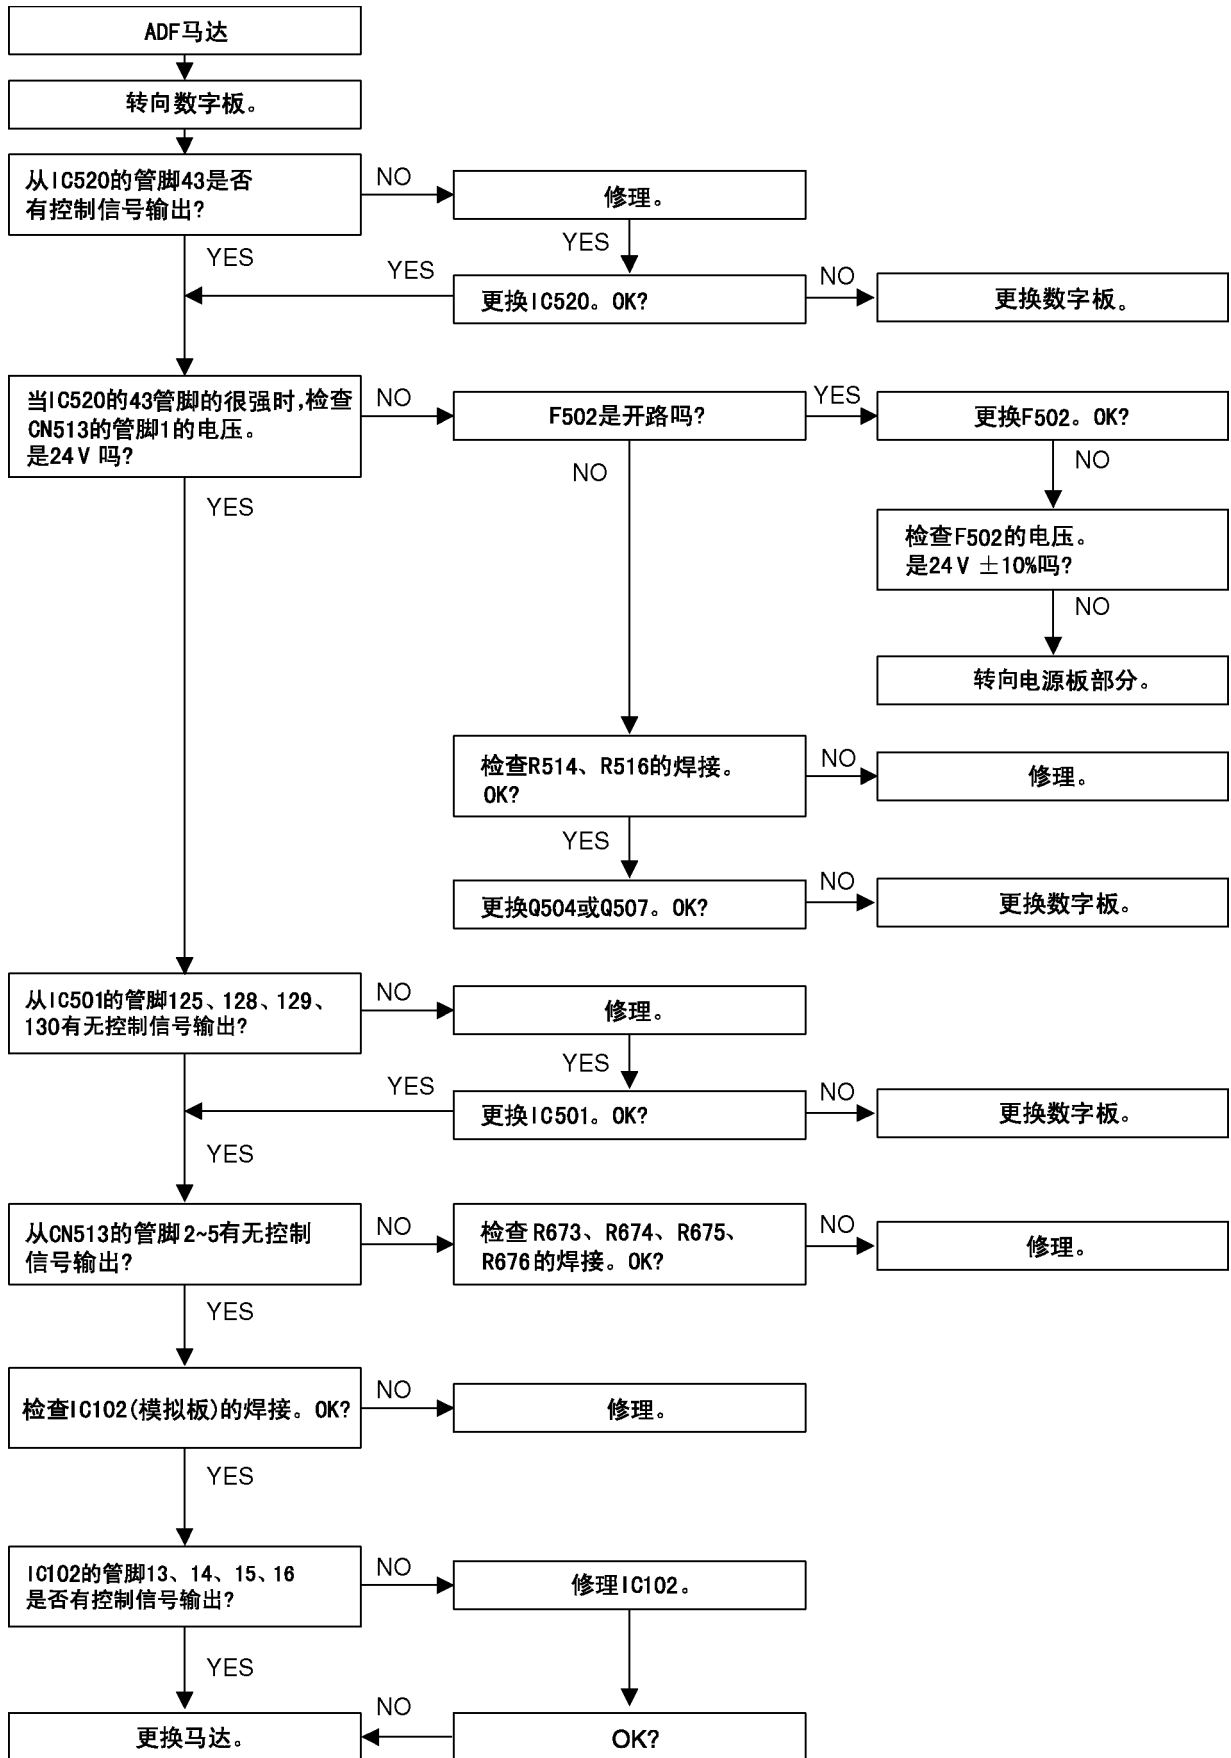 ADF马达
转向数字板。
从IC520的管脚43是否
有控制信号输出?
NO
修理。
YES
YES
YES
更换IC520。OK?
NO
更换数字板。
当IC520的43管脚的很强时,检查
CN513的管脚1的电压。
是24V 吗?
NO
F502是开路吗?
YES
更换F502。OK?
YES
NO
NO
检查F502的电压。
是24V ±10%吗?
NO
转向电源板部分。
检查R514、R516的焊接。
OK?
NO
修理。
YES
更换Q504或Q507。OK?
NO
更换数字板。
从IC501的管脚125、128、129、
130有无控制信号输出?
NO
修理。
YES
YES
更换IC501。OK?
NO
更换数字板。
YES
从CN513的管脚2~5有无控制
信号输出?
NO
检查R673、R674、R675、
R676的焊接。OK?
NO
修理。
YES
检查IC102(模拟板)的焊接。OK?
NO
修理。
YES
IC102的管脚13、14、15、16
是否有控制信号输出?
NO
修理IC102。
YES
更换马达。
NO
OK?